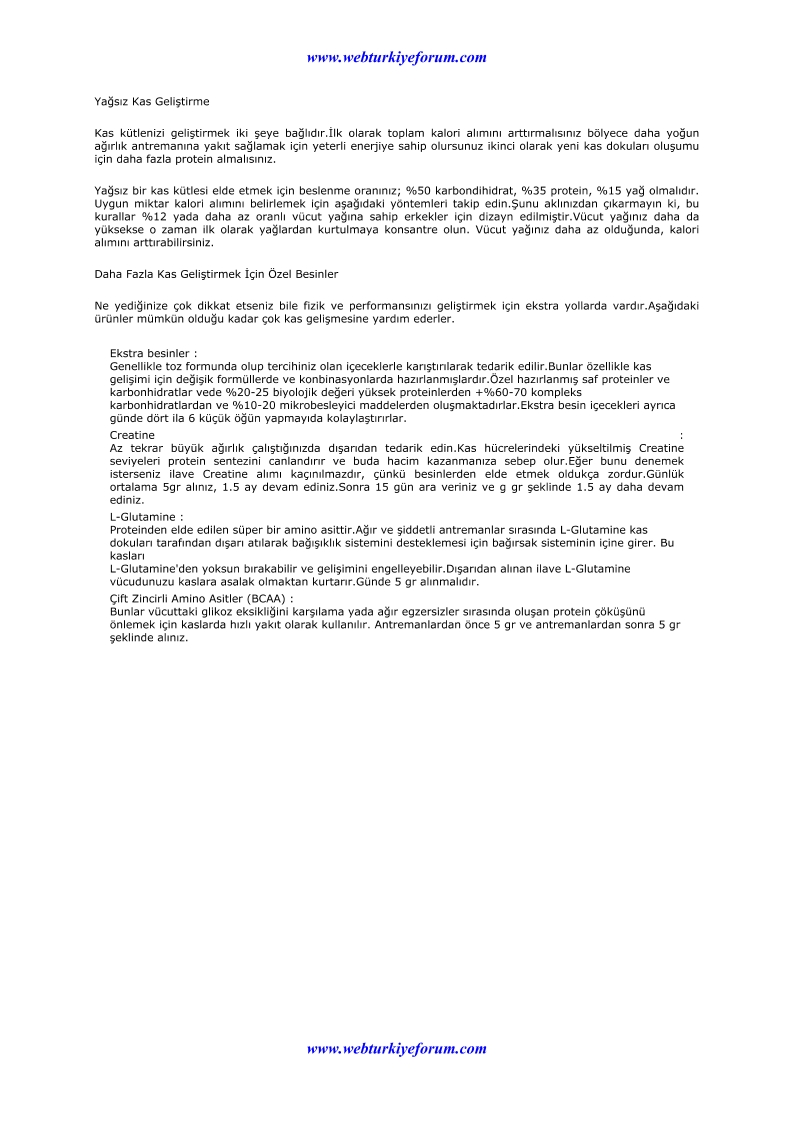 www.webturkiyeforum.com
Yağsız Kas Geliştirme
Kas kütlenizi geliştirmek iki şeye bağlıdır.İlk olarak toplam kalori alımını arttırmalısınız bölyece daha yoğun
ağırlık antremanına yakıt sağlamak için yeterli enerjiye sahip olursunuz ikinci olarak yeni kas dokuları oluşumu
için daha fazla protein almalısınız.
Yağsız bir kas kütlesi elde etmek için beslenme oranınız; %50 karbondihidrat, %35 protein, %15 yağ olmalıdır.
Uygun miktar kalori alımını belirlemek için aşağıdaki yöntemleri takip edin.Şunu aklınızdan çıkarmayın ki, bu
kurallar %12 yada daha az oranlı vücut yağına sahip erkekler için dizayn edilmiştir.Vücut yağınız daha da
yüksekse o zaman ilk olarak yağlardan kurtulmaya konsantre olun. Vücut yağınız daha az olduğunda, kalori
alımını arttırabilirsiniz.
Daha Fazla Kas Geliştirmek İçin Özel Besinler
Ne yediğinize çok dikkat etseniz bile fizik ve performansınızı geliştirmek için ekstra yollarda vardır.Aşağıdaki
ürünler mümkün olduğu kadar çok kas gelişmesine yardım ederler.
Ekstra besinler :
Genellikle toz formunda olup tercihiniz olan içeceklerle karıştırılarak tedarik edilir.Bunlar özellikle kas
gelişimi için değişik formüllerde ve konbinasyonlarda hazırlanmışlardır.Özel hazırlanmış saf proteinler ve
karbonhidratlar vede %20-25 biyolojik değeri yüksek proteinlerden +%60-70 kompleks
karbonhidratlardan ve %10-20 mikrobesleyici maddelerden oluşmaktadırlar.Ekstra besin içecekleri ayrıca
günde dört ila 6 küçük öğün yapmayıda kolaylaştırırlar.
Creatine :
Az tekrar büyük ağırlık çalıştığınızda dışarıdan tedarik edin.Kas hücrelerindeki yükseltilmiş Creatine
seviyeleri protein sentezini canlandırır ve buda hacim kazanmanıza sebep olur.Eğer bunu denemek
isterseniz ilave Creatine alımı kaçınılmazdır, çünkü besinlerden elde etmek oldukça zordur.Günlük
ortalama 5gr alınız, 1.5 ay devam ediniz.Sonra 15 gün ara veriniz ve g gr şeklinde 1.5 ay daha devam
ediniz.
L-Glutamine :
Proteinden elde edilen süper bir amino asittir.Ağır ve şiddetli antremanlar sırasında L-Glutamine kas
dokuları tarafından dışarı atılarak bağışıklık sistemini desteklemesi için bağırsak sisteminin içine girer. Bu
kasları
L-Glutamine'den yoksun bırakabilir ve gelişimini engelleyebilir.Dışarıdan alınan ilave L-Glutamine
vücudunuzu kaslara asalak olmaktan kurtarır.Günde 5 gr alınmalıdır.
Çift Zincirli Amino Asitler (BCAA) :
Bunlar vücuttaki glikoz eksikliğini karşılama yada ağır egzersizler sırasında oluşan protein çöküşünü
önlemek için kaslarda hızlı yakıt olarak kullanılır. Antremanlardan önce 5 gr ve antremanlardan sonra 5 gr
şeklinde alınız.
www.webturkiyeforum.com